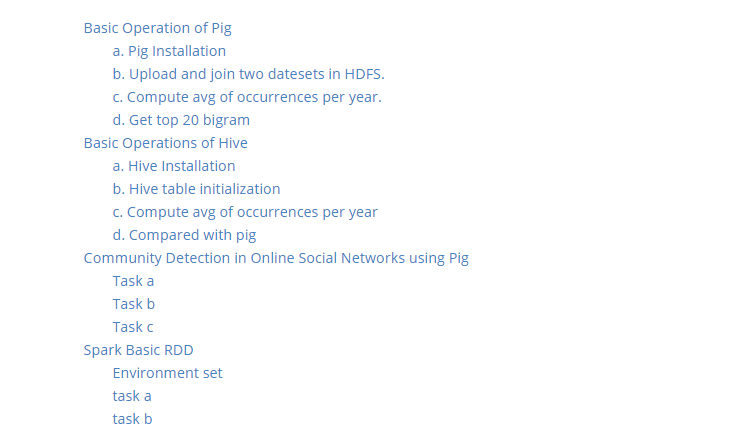 Basic Operation of Pig
a. Pig Installation
b. Upload and join two datesets in HDFS.
c. Compute avg of occurrences per year.
d. Get top 20 bigram
Basic Operations of Hive
a. Hive Installation
b. Hive table initialization
c. Compute avg of occurrences per year
d. Compared with pig
Community Detection in Online Social Networks using Pig
Task a
Task b
Task c
Spark Basic RDD
Environment set
task a
task b